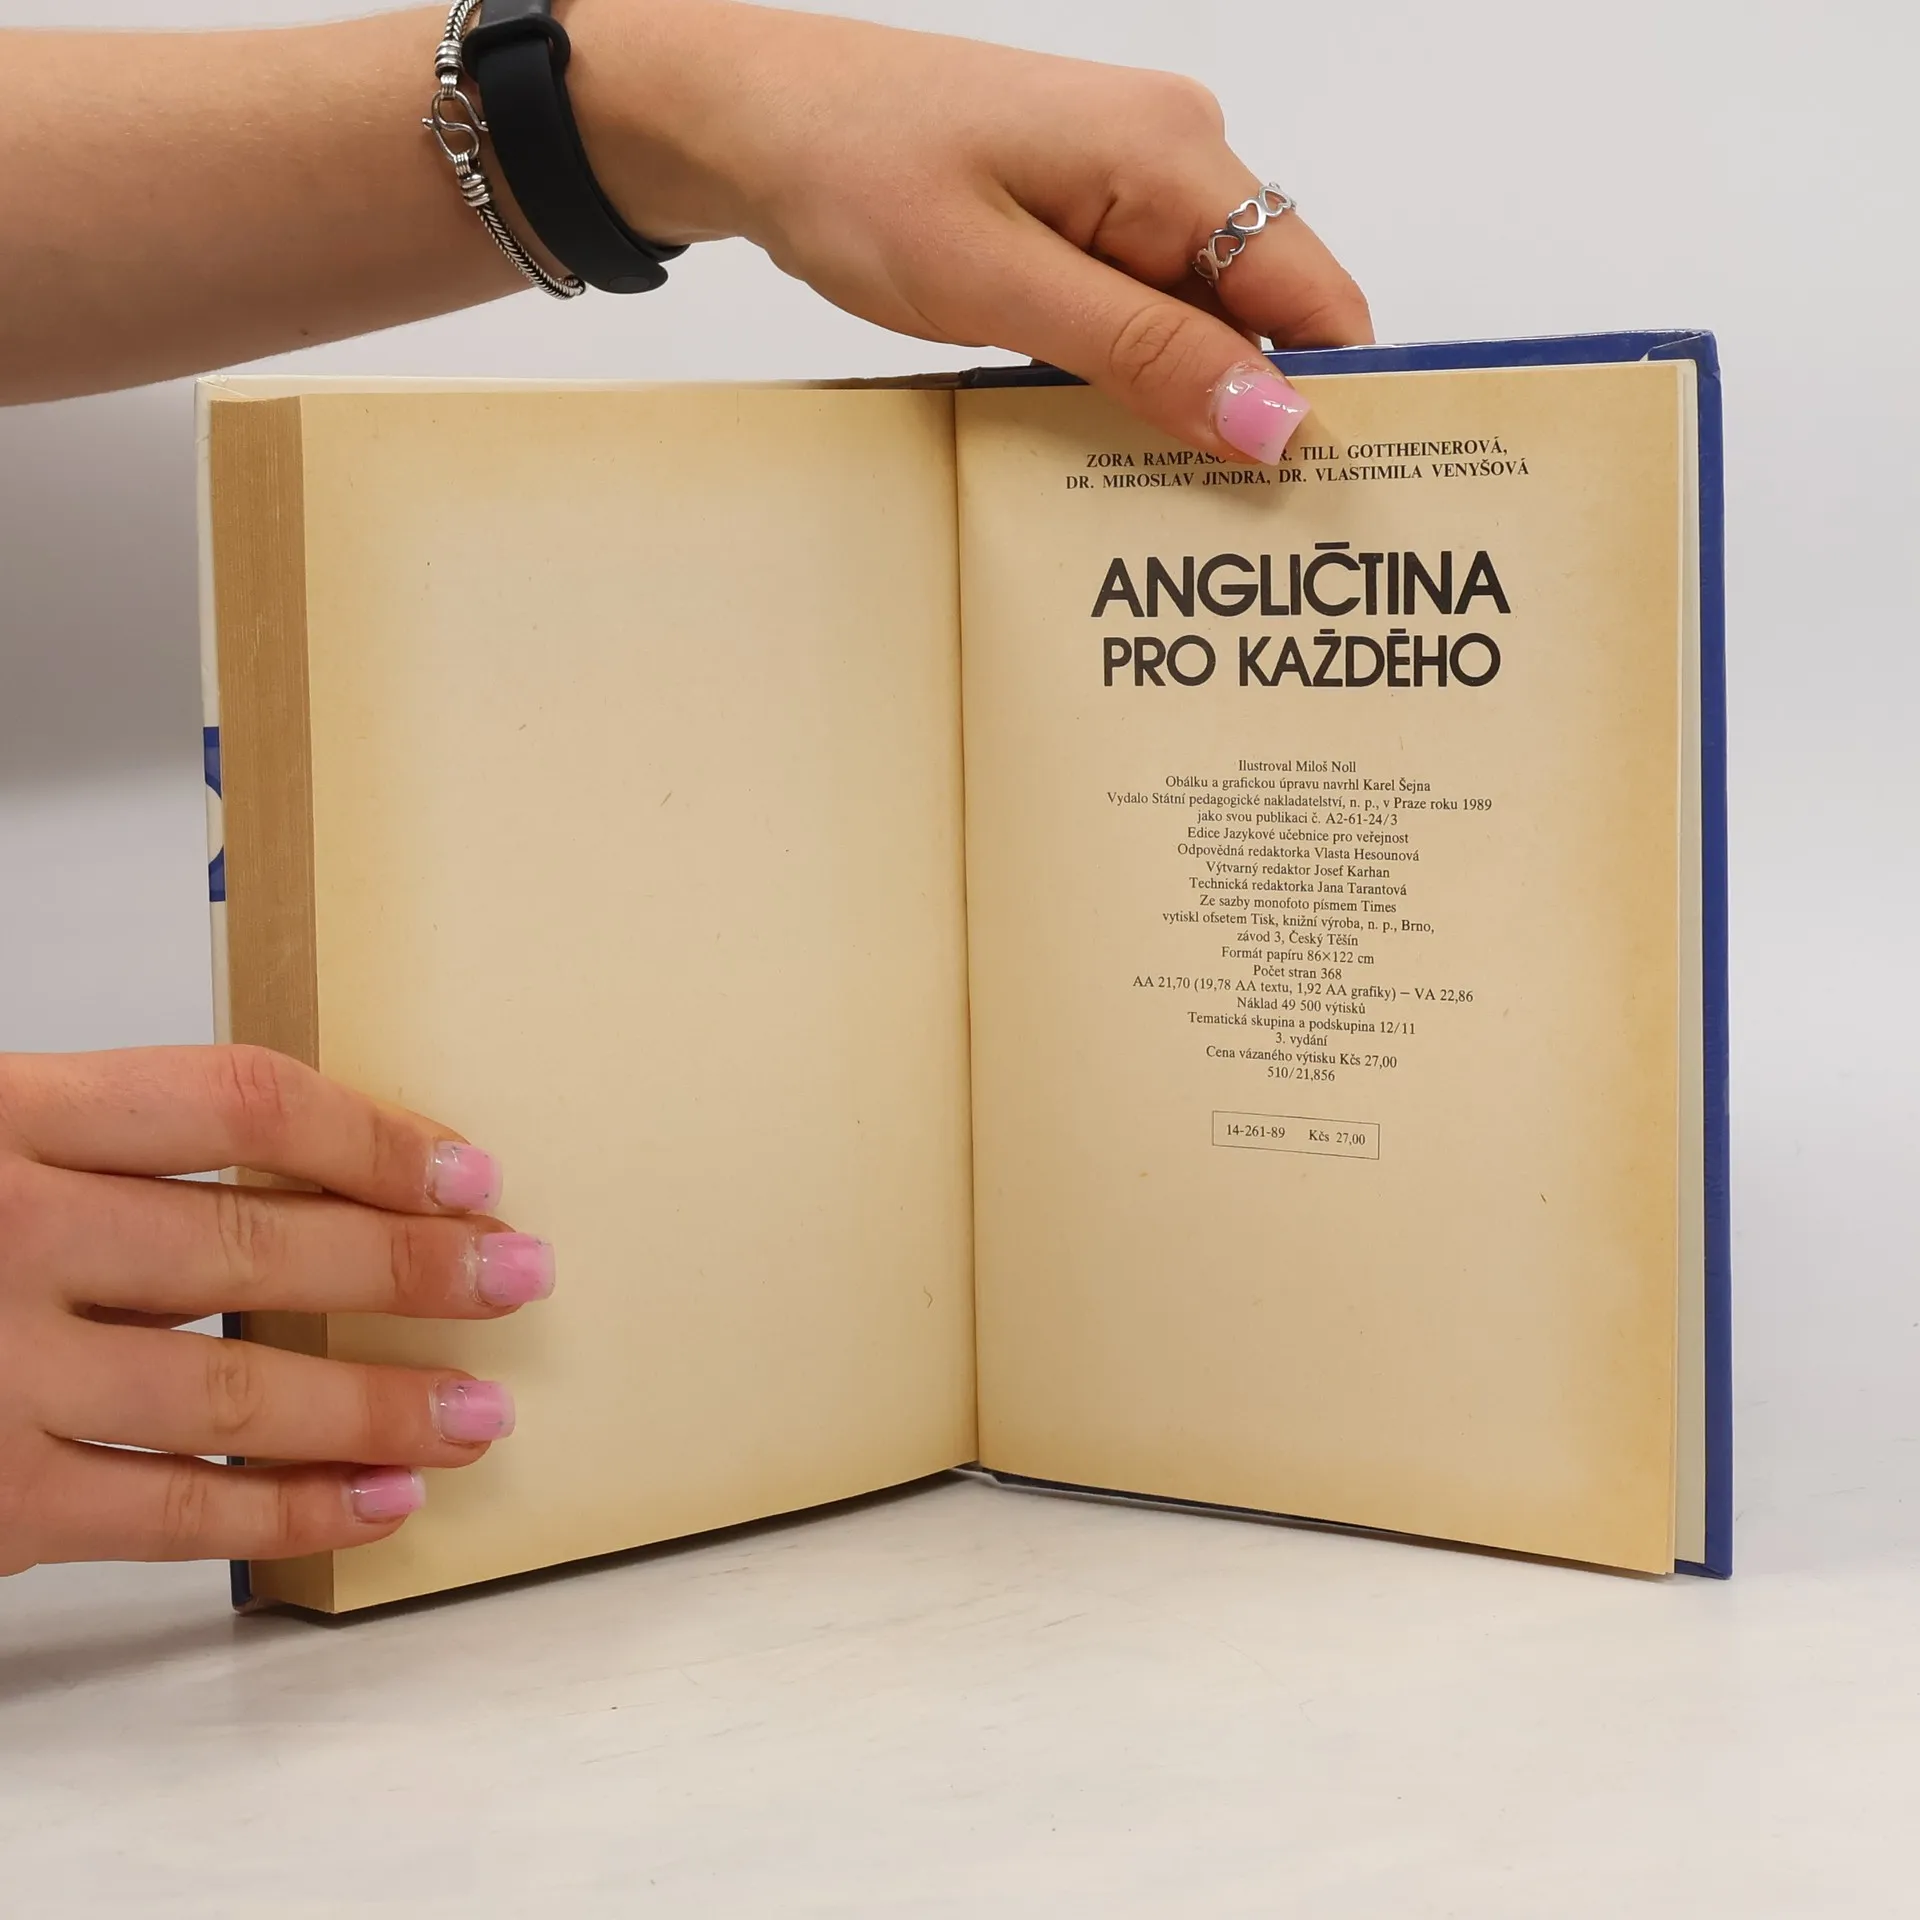 ZORA TILL GOTTHEINEROVÁ,
DR. MIROSLAV JINDRA, DR. VLASTIMILA VENYŠOVÁ
ANGLIČTINA
PRO KAŽDÉHO
Ilustroval Miloš Noll
Obálku a grafickou úpravu navrhl Karel Šejna
Vydalo Státní pedagogické nakladatelství, n. p., v Praze roku 1989
jako svou publikaci č. A2-61-24/3
Edice Jazykové učebnice pro veřejnost
Odpovědná redaktorka Vlasta Hesounová
Výtvarný redaktor Josef Karhan
Technická redaktorka Jana Tarantová
Ze sazby monofoto písmem Times
vytiskl ofsetem Tisk, knižní výroba, n. p., Brno,
závod 3, Český Těšín
Formát papíru 86×122 cm
Počet stran 368
AA 21,70 (19,78 AA textu, 1,92 AA grafiky) – VA 22,86
Náklad 49 500 výtisků
Tematická skupina a podskupina 12/11
3. vydání
Cena vázaného výtisku Kčs 27,00
510/21,856
14-261-89 Kčs 27,00